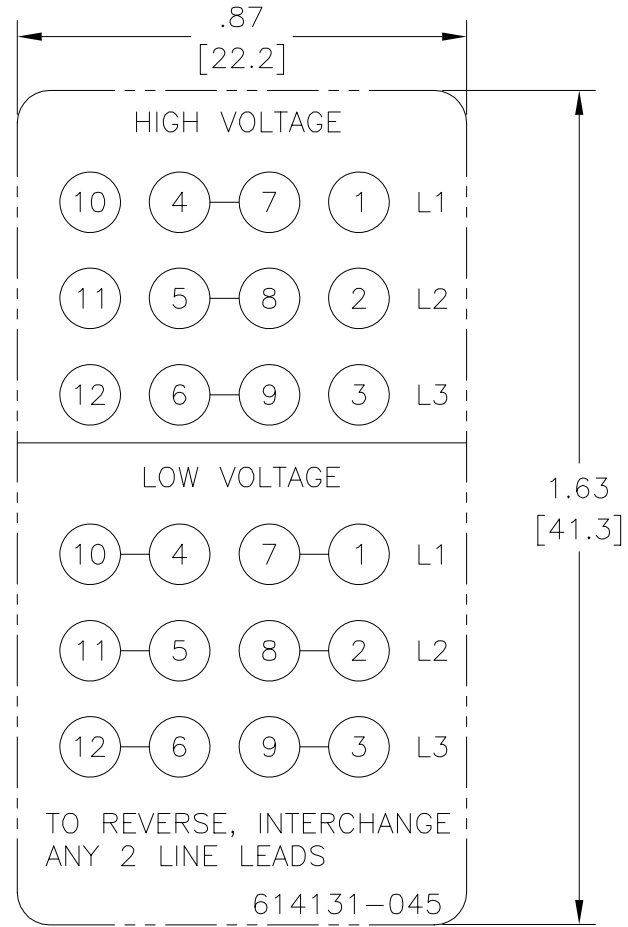 .87
[22.2]
HIGH VOLTAGE
10 4 7 1 L1
11 5 8 2 L2
12 6 9 3 L3
LOW VOLTAGE
1.63
[41.3]
10 4 7 1 L1
11 5 8 2 L2
12 6 9 3 L3
TO REVERSE, INTERCHANGE
ANY 2 LINE LEADS
614131-045